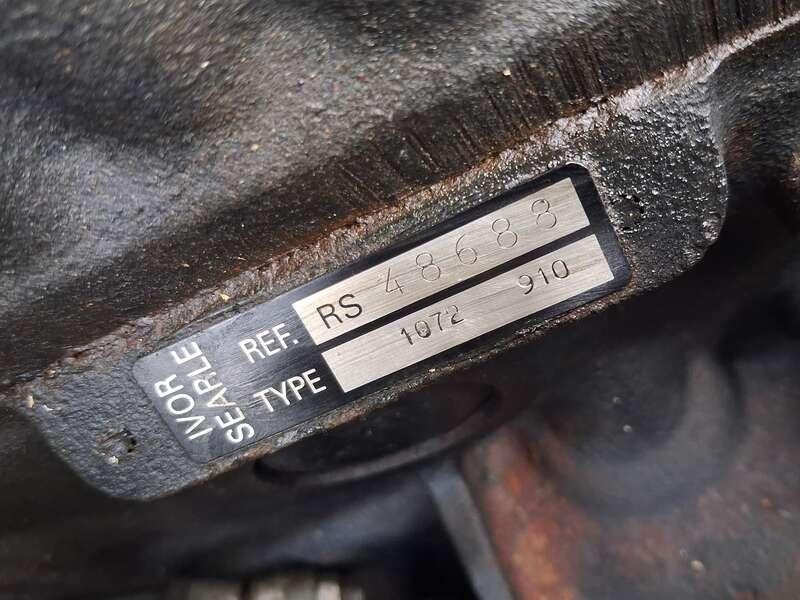 IVOR
SEARLE
REF. RS 48688
TYPE 1072 910